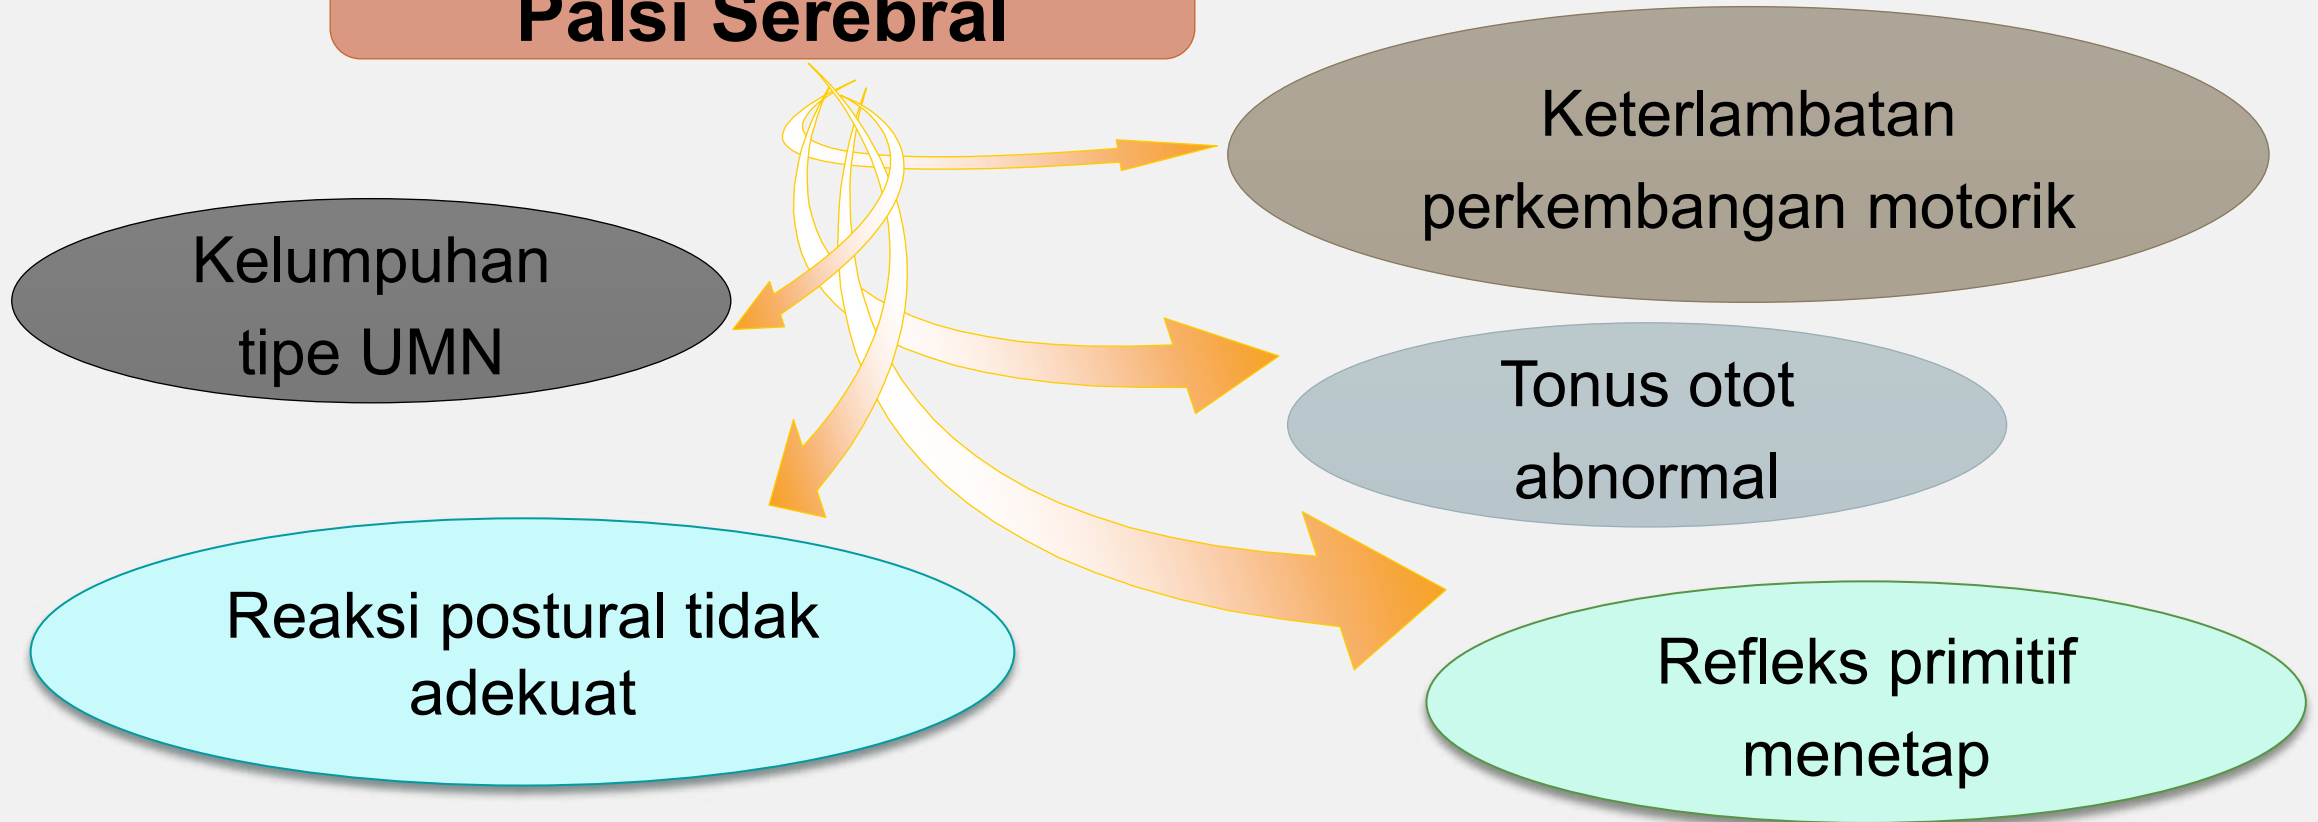 Palsi Serebral
Keterlambatan
perkembangan motorik
Kelumpuhan
tipe UMN
Tonus otot
abnormal
Reaksi postural tidak
adekuat
Refleks primitif
menetap